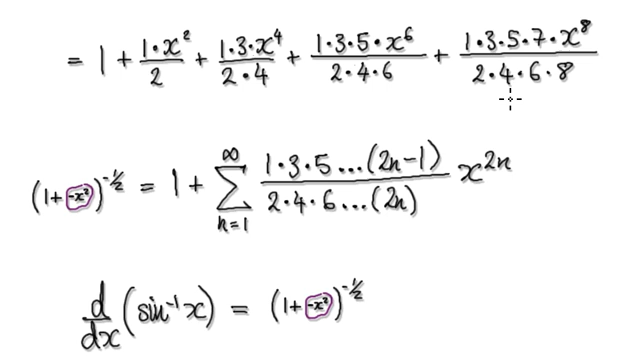 = 1 + (1·x²)/2 + (1·3·x⁴)/(2·4) + (1·3·5·x⁶)/(2·4·6) + (1·3·5·7·x⁸)/(2·4·6·8)
(1+ -x²)^(-1/2) = 1 + ∑_{n=1}^{∞} (1·3·5...(2n-1))/(2·4·6...(2n)) x^{2n}
d/dx (sin⁻¹x) = (1+ -x²)^(-1/2)